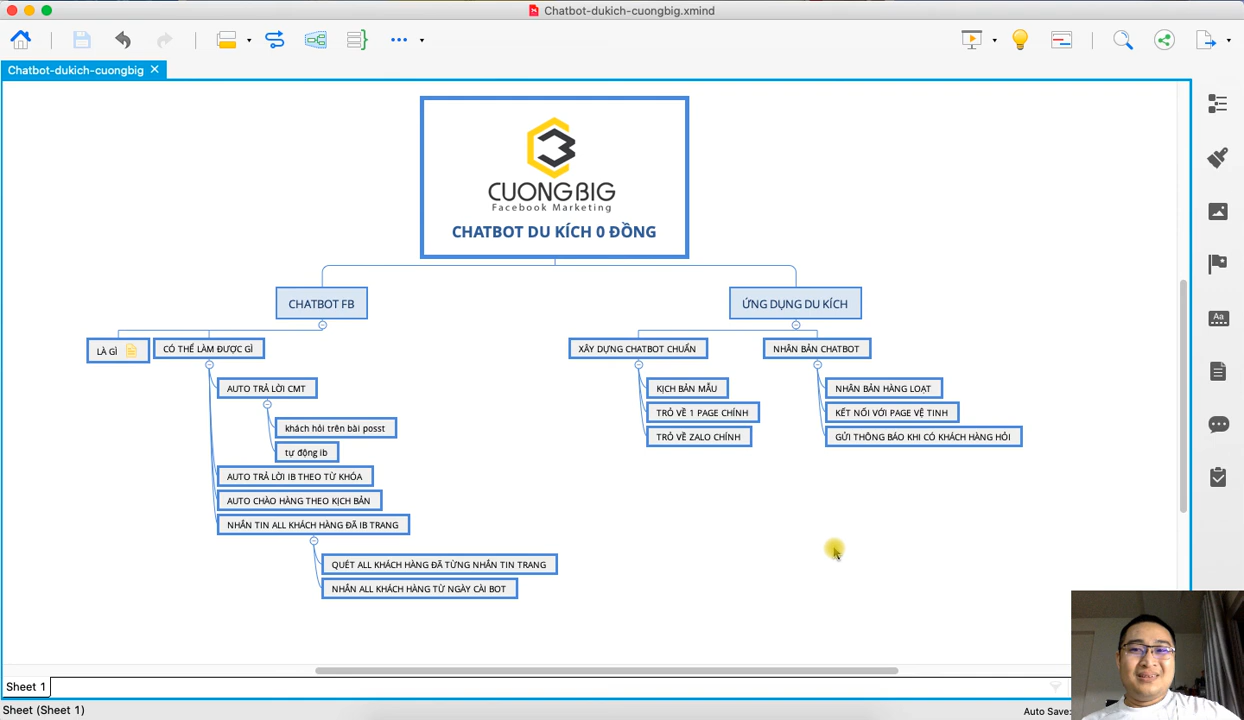 Chatbot-dukich-cuongbig.xmind
Chatbot-dukich-cuongbig
CUONGBIG
Facebook Marketing
CHATBOT DU KÍCH 0 ĐỒNG
CHATBOT FB
LÀ GÌ
CÓ THỂ LÀM ĐƯỢC GÌ
AUTO TRẢ LỜI CMT
khách hỏi trên bài posst
tự động ib
AUTO TRẢ LỜI IB THEO TỪ KHÓA
AUTO CHÀO HÀNG THEO KỊCH BẢN
NHẮN TIN ALL KHÁCH HÀNG ĐÃ IB TRANG
QUÉT ALL KHÁCH HÀNG ĐÃ TỪNG NHẮN TIN TRANG
NHẮN ALL KHÁCH HÀNG TỪ NGÀY CÀI BOT
ỨNG DỤNG DU KÍCH
XÂY DỰNG CHATBOT CHUẨN
KỊCH BẢN MẪU
TRỎ VỀ 1 PAGE CHÍNH
TRỎ VỀ ZALO CHÍNH
NHÂN BẢN CHATBOT
NHÂN BẢN HÀNG LOẠT
KẾT NỐI VỚI PAGE VỆ TINH
GỬI THÔNG BÁO KHI CÓ KHÁCH HÀNG HỎI
Aa
Sheet 1
Sheet (Sheet 1)
Auto Save: